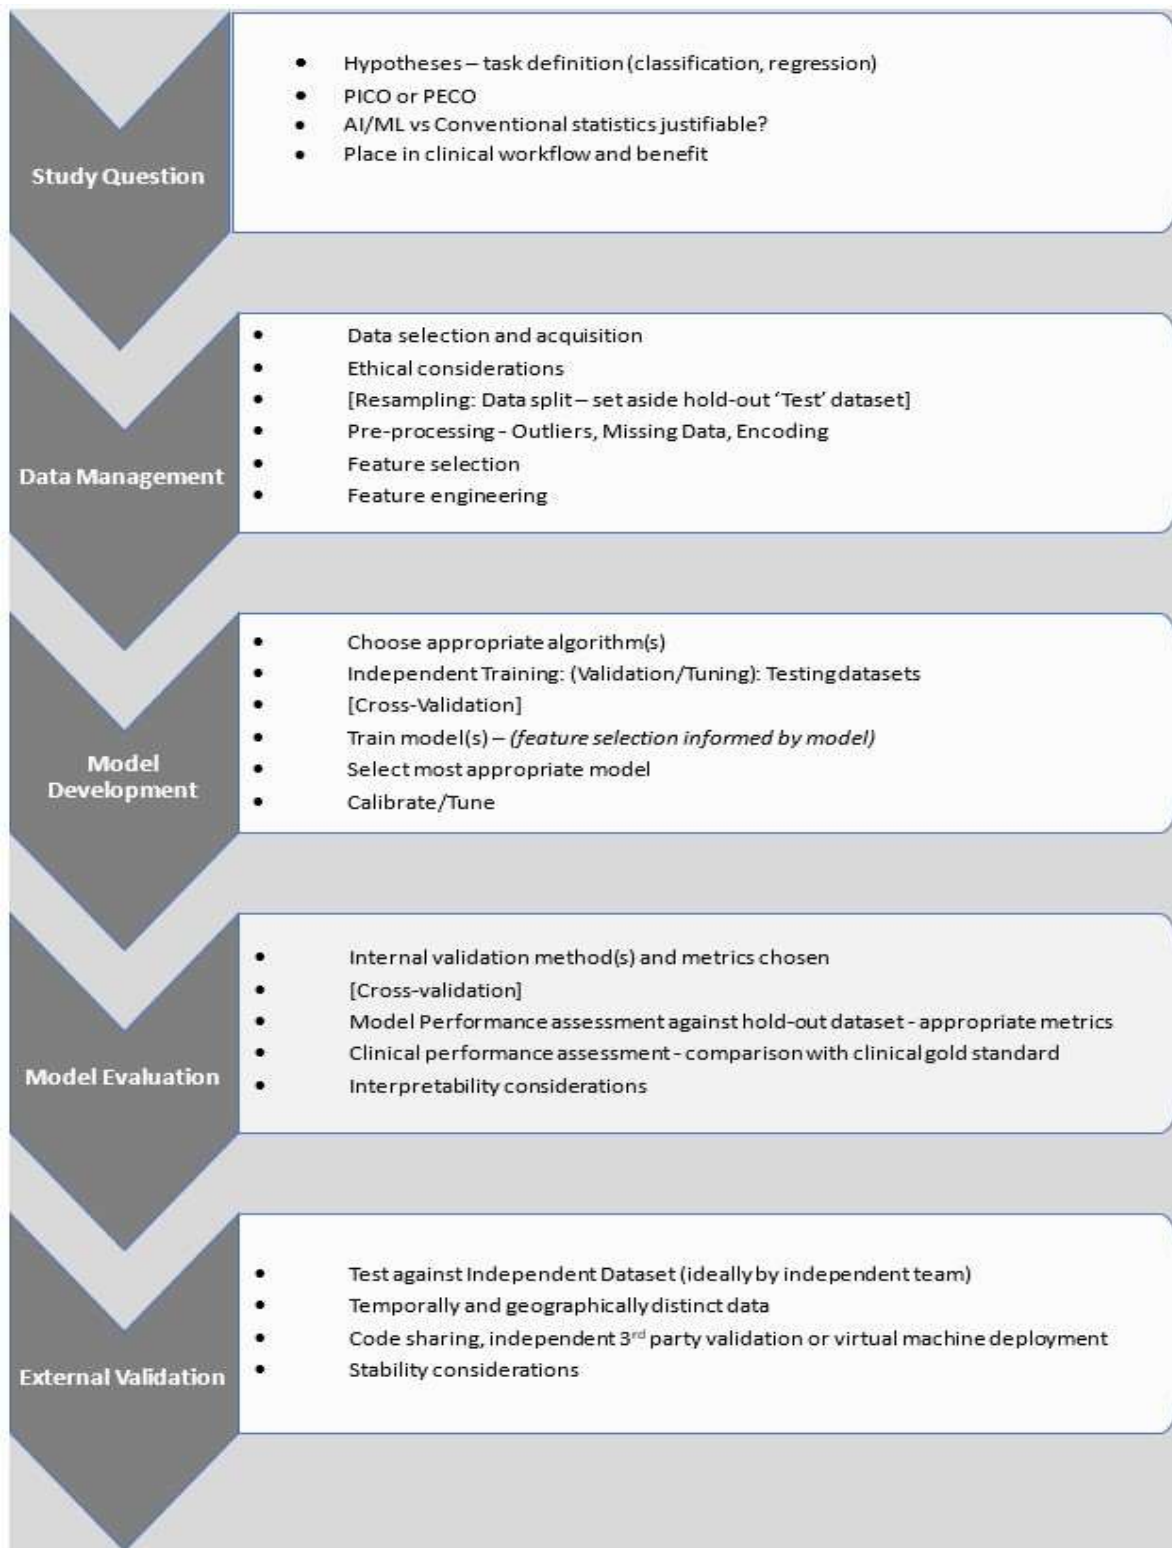 Study Question
• Hypotheses – task definition (classification, regression)
• PICO or PECO
• AI/ML vs Conventional statistics justifiable?
• Place in clinical workflow and benefit
Data Management
• Data selection and acquisition
• Ethical considerations
• [Resampling: Data split – set aside hold-out ‘Test’ dataset]
• Pre-processing - Outliers, Missing Data, Encoding
• Feature selection
• Feature engineering
Model
Development
• Choose appropriate algorithm(s)
• Independent Training: (Validation/Tuning): Testing datasets
• [Cross-Validation]
• Train model(s) – (feature selection informed by model)
• Select most appropriate model
• Calibrate/Tune
Model Evaluation
• Internal validation method(s) and metrics chosen
• [Cross-validation]
• Model Performance assessment against hold-out dataset - appropriate metrics
• Clinical performance assessment - comparison with clinical gold standard
• Interpretability considerations
External Validation
• Test against Independent Dataset (ideally by independent team)
• Temporally and geographically distinct data
• Code sharing, independent 3rd party validation or virtual machine deployment
• Stability considerations